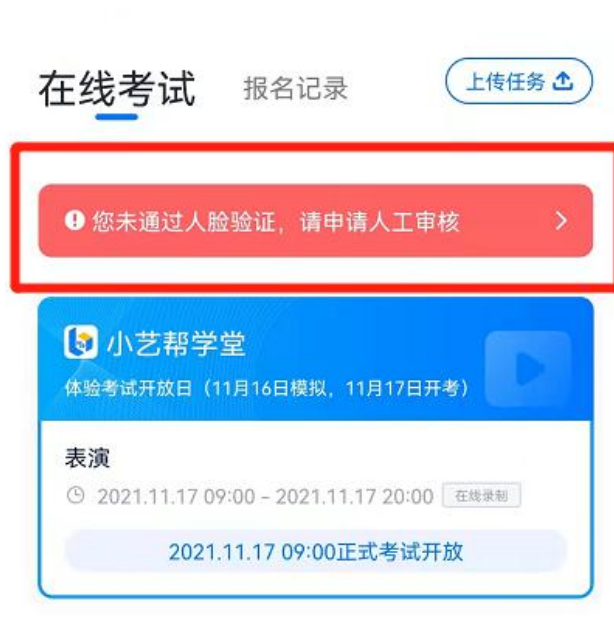 在线考试
报名记录
上传任务
您未通过人脸验证，请申请人工审核
小艺帮学堂
体验考试开放日（11月16日模拟，11月17日开考）
表演
2021.11.17 09:00 - 2021.11.17 20:00 在线录制
2021.11.17 09:00正式考试开放